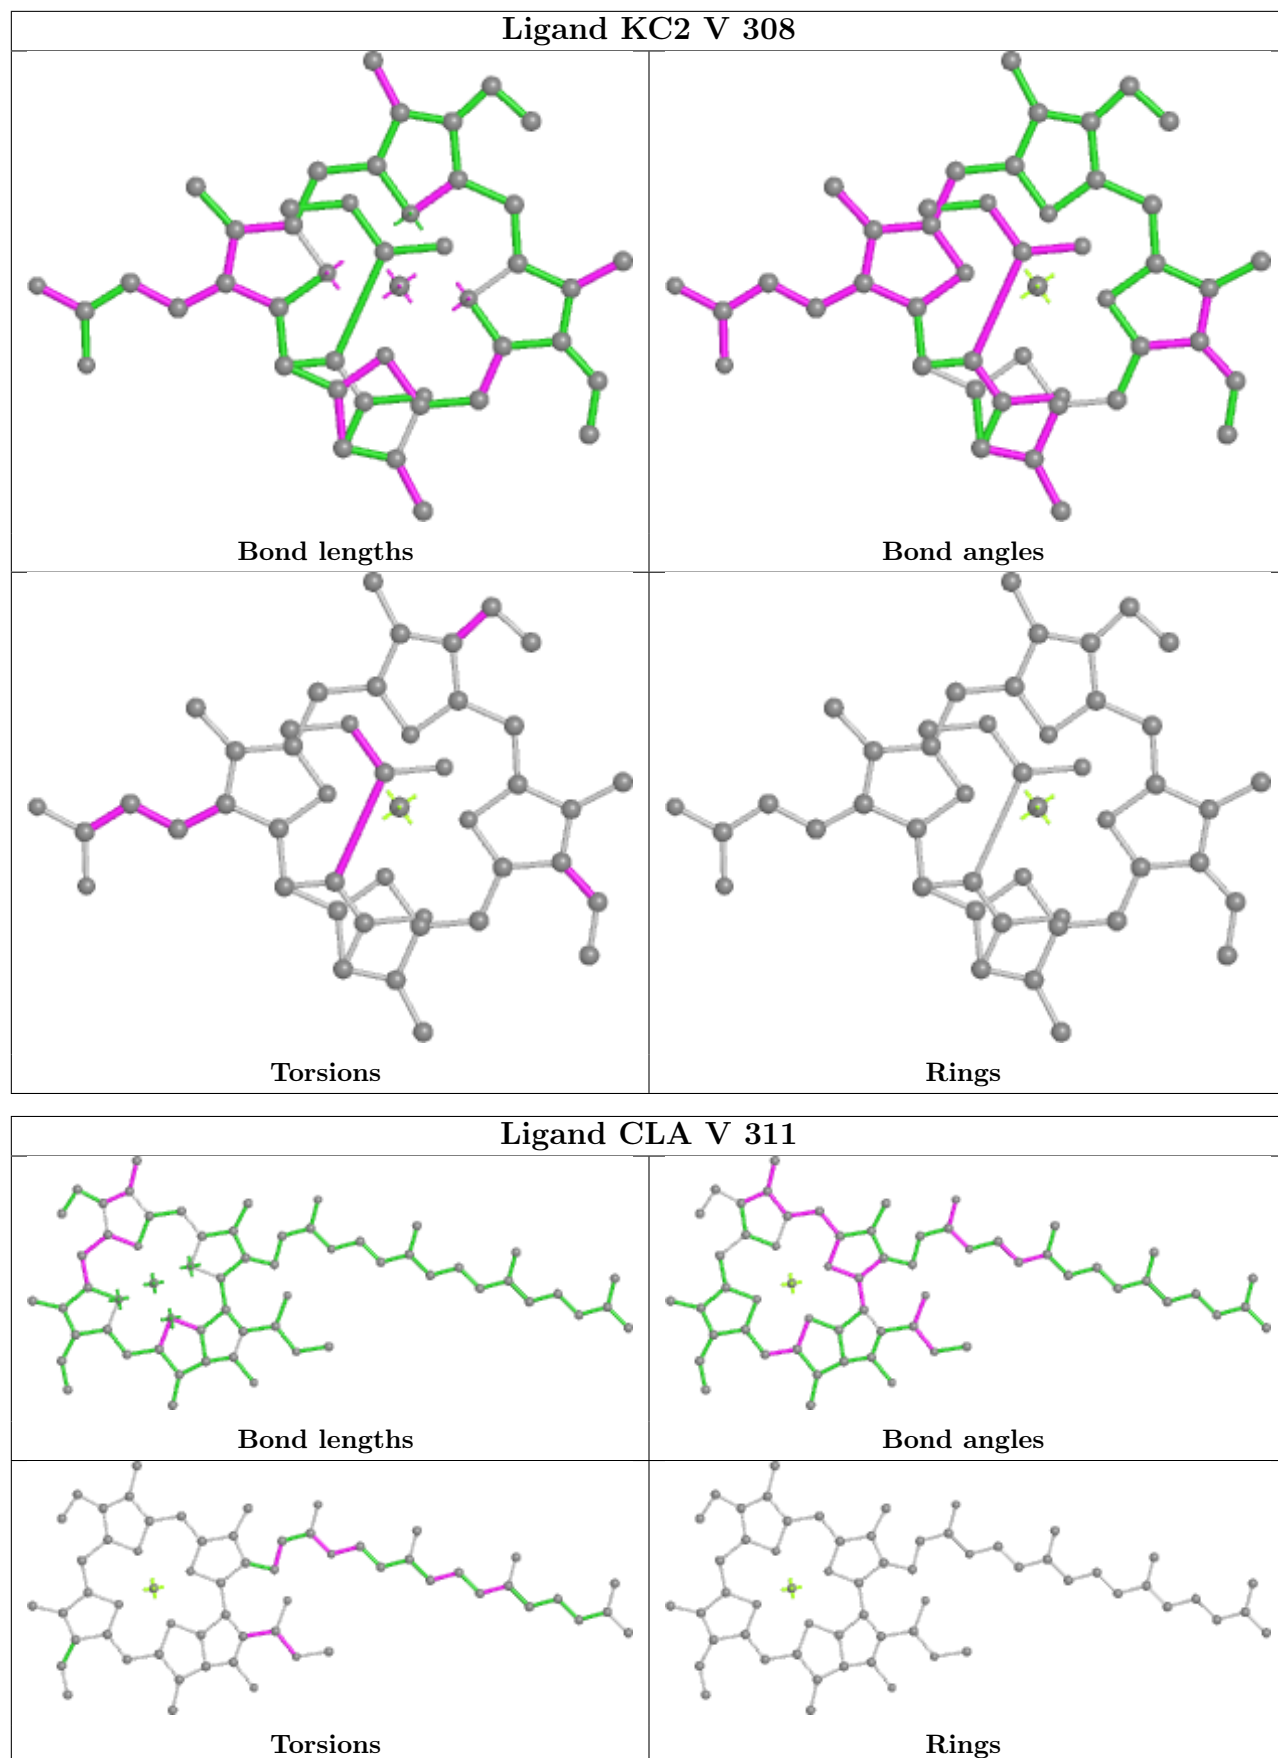 Ligand KC2 V 308
Bond lengths
Bond angles
Torsions
Rings
Ligand CLA V 311
Bond lengths
Bond angles
Torsions
Rings